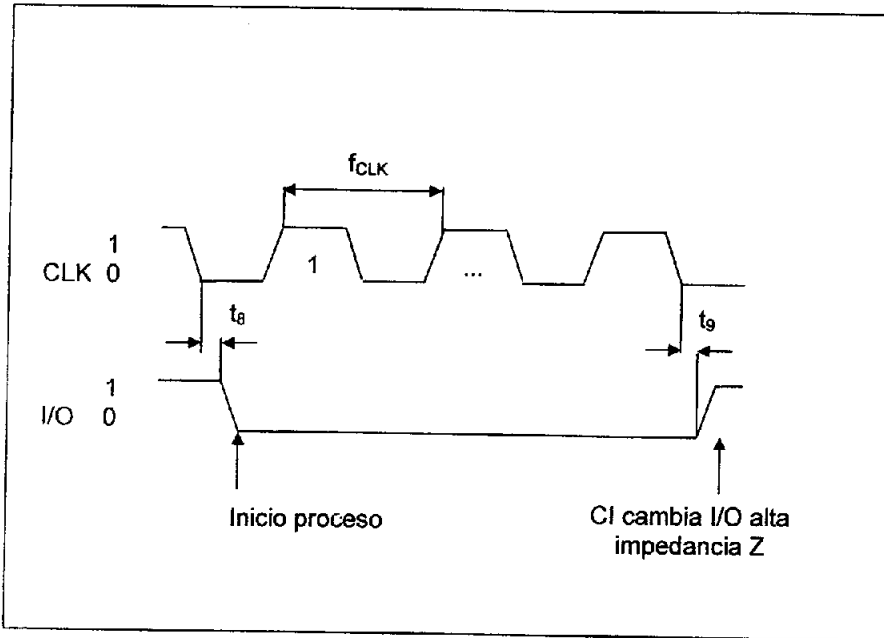 fCLK
1
CLK 0
1
...
t8
t9
1
I/O 0
Inicio proceso
CI cambia I/O alta
impedancia Z